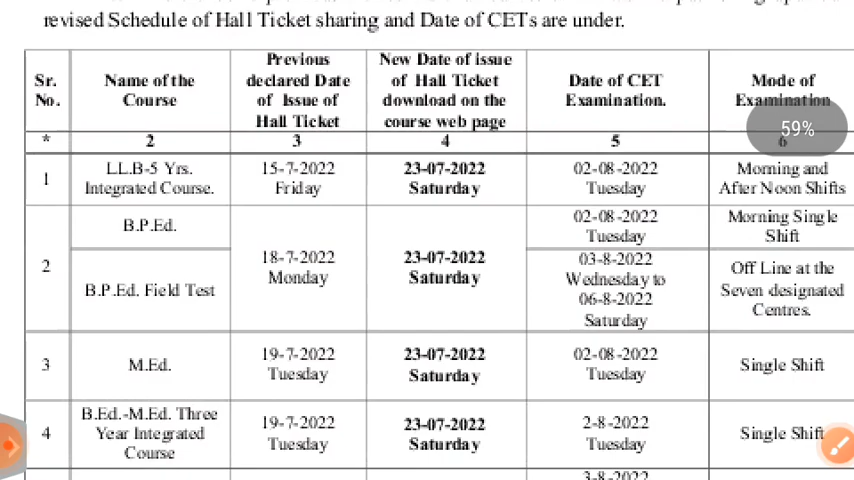 revised Schedule of Hall Ticket sharing and Date of CETs are under.
Sr. No. | Name of the Course | Previous declared Date of Issue of Hall Ticket | New Date of issue of Hall Ticket download on the course web page | Date of CET Examination. | Mode of Examination
* | 2 | 3 | 4 | 5 | 6
59%
1 | LL.B-5 Yrs. Integrated Course. | 15-7-2022 Friday | 23-07-2022 Saturday | 02-08-2022 Tuesday | Morning and After Noon Shifts
2 | B.P.Ed. | 18-7-2022 Monday | 23-07-2022 Saturday | 02-08-2022 Tuesday | Morning Single Shift
B.P.Ed. Field Test | 03-8-2022 Wednesday to 06-8-2022 Saturday | Off Line at the Seven designated Centres.
3 | M.Ed. | 19-7-2022 Tuesday | 23-07-2022 Saturday | 02-08-2022 Tuesday | Single Shift
4 | B.Ed.-M.Ed. Three Year Integrated Course | 19-7-2022 Tuesday | 23-07-2022 Saturday | 2-8-2022 Tuesday | Single Shift
3-8-2022